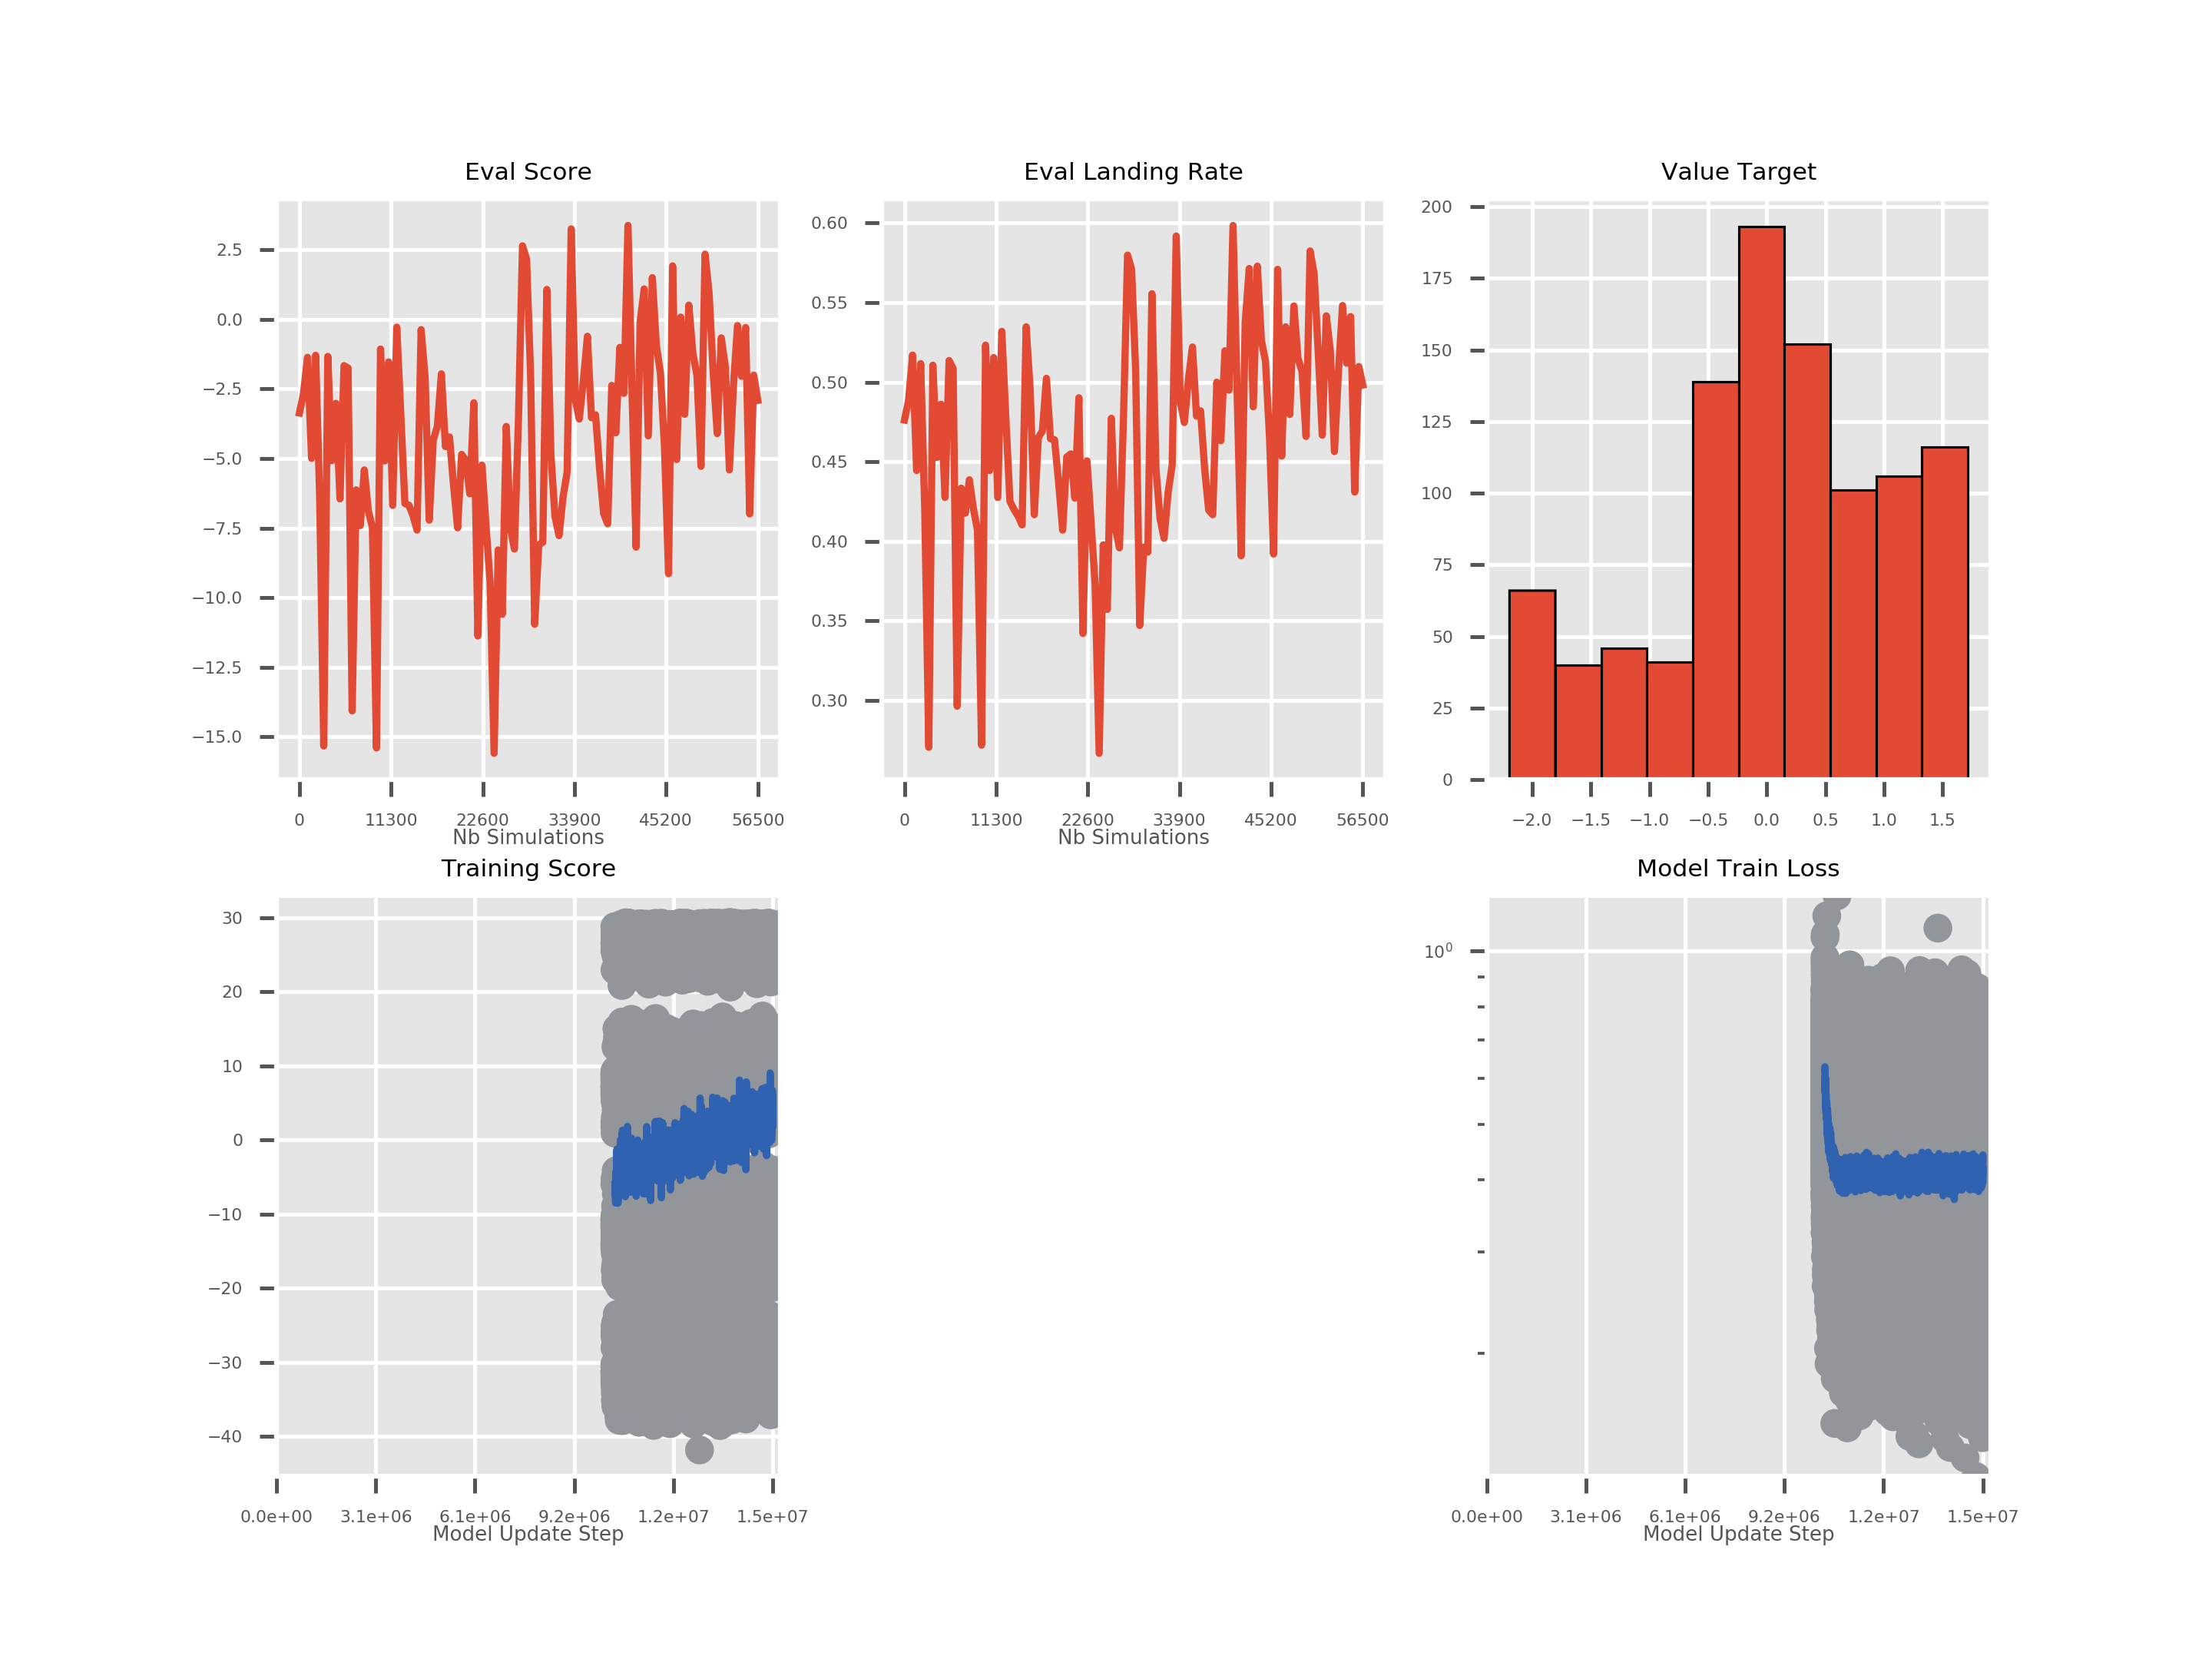 Eval Score
2.5
0.0
−2.5
−5.0
−7.5
−10.0
−12.5
−15.0
0 11300 22600 33900 45200 56500
Nb Simulations
Eval Landing Rate
0.60
0.55
0.50
0.45
0.40
0.35
0.30
0 11300 22600 33900 45200 56500
Nb Simulations
Value Target
200
175
150
125
100
75
50
25
0
−2.0 −1.5 −1.0 −0.5 0.0 0.5 1.0 1.5
Training Score
30
20
10
0
−10
−20
−30
−40
0.0e+00 3.1e+06 6.1e+06 9.2e+06 1.2e+07 1.5e+07
Model Update Step
Model Train Loss
10⁰
0.0e+00 3.1e+06 6.1e+06 9.2e+06 1.2e+07 1.5e+07
Model Update Step